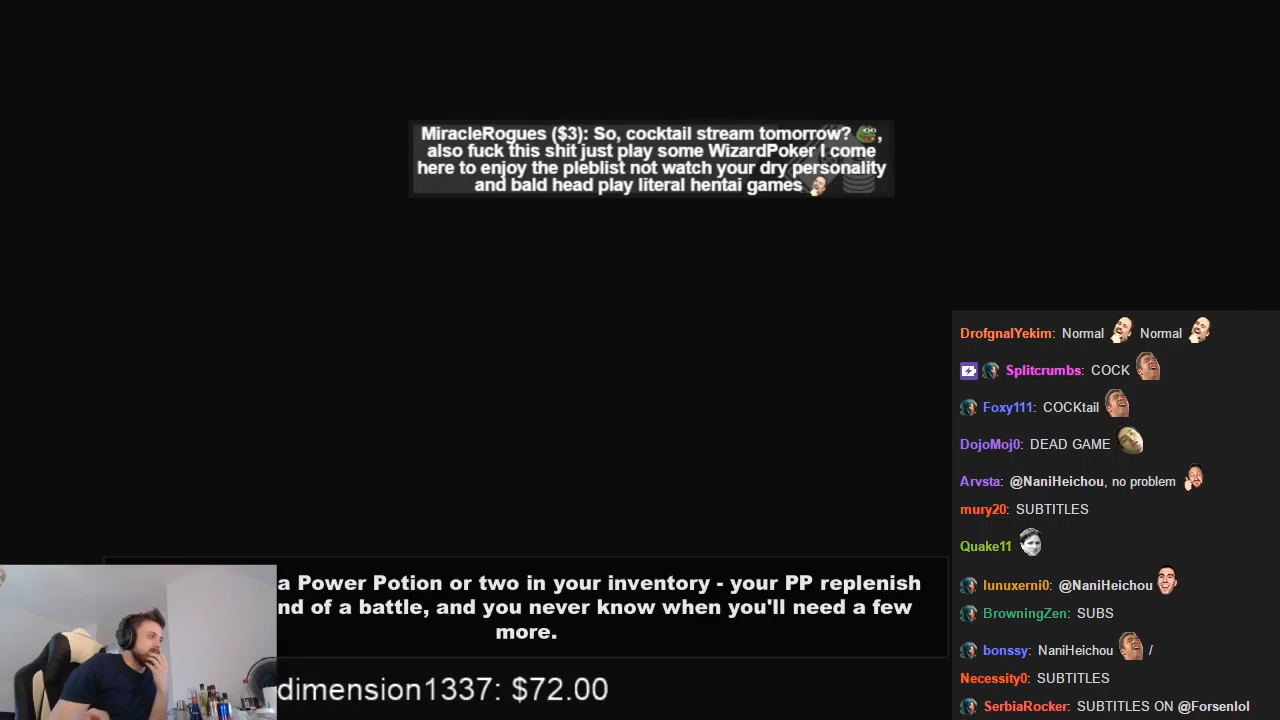 MiracleRogues ($3): So, cocktail stream tomorrow?,
also fuck this shit just play some WizardPoker I come
here to enjoy the pleblist not watch your dry personality
and bald head play literal hentai games
DrofgnalYekim: Normal Normal
Splitcrumbs: COCK
Foxy111: COCKtail
DojoMoj0: DEAD GAME
Arvsta: @NaniHeichou, no problem
mury20: SUBTITLES
Quake11
lunuxerni0: @NaniHeichou
BrowningZen: SUBS
bonssy: NaniHeichou /
Necessity0: SUBTITLES
SerbiaRocker: SUBTITLES ON @Forsenlol
a Power Potion or two in your inventory - your PP replenish
nd of a battle, and you never know when you'll need a few
more.
dimension1337: $72.00